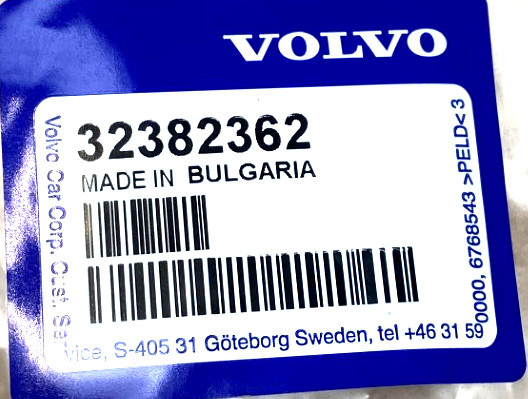 VOLVO
32382362
MADE IN BULGARIA
Volvo Car Corp. Cust. Se
vice, S-405 31 Göteborg Sweden, tel +46 31 59
0000, 6768543 >PELD< 3